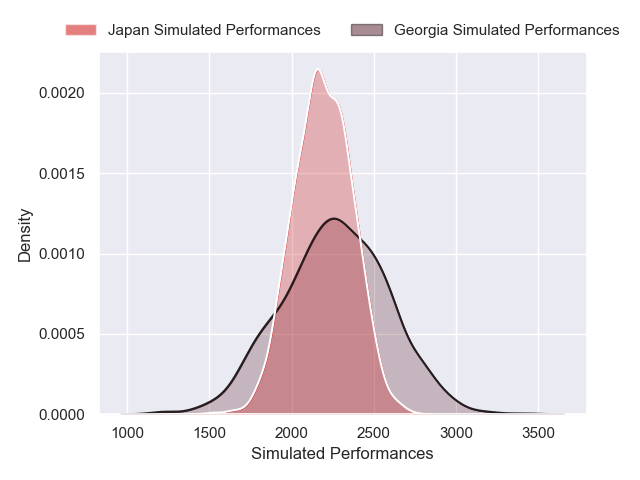 Japan Simulated Performances Georgia Simulated Performances
0.0020
0.0015
0.0010
0.0005
0.0000
Density
1000 1500 2000 2500 3000 3500
Simulated Performances